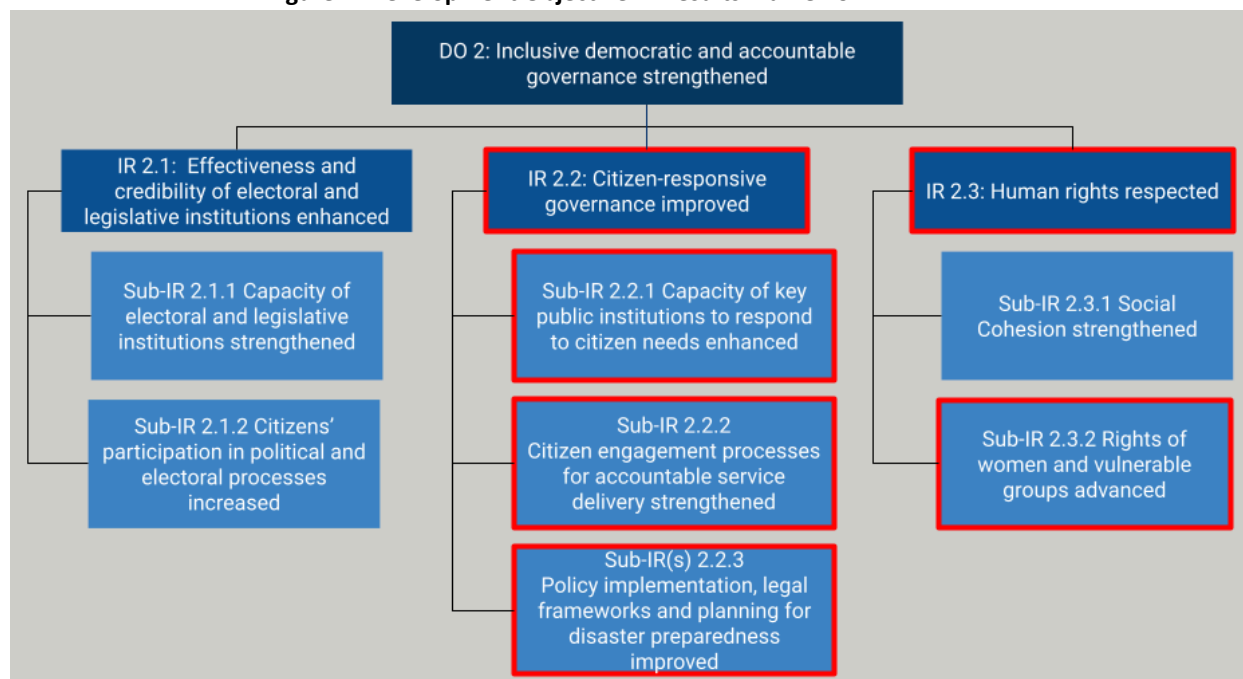 DO 2: Inclusive democratic and accountable
governance strengthened
IR 2.1: Effectiveness and
credibility of electoral and
legislative institutions enhanced
Sub-IR 2.1.1 Capacity of
electoral and legislative
institutions strengthened
Sub-IR 2.1.2 Citizens'
participation in political and
electoral processes
increased
IR 2.2: Citizen-responsive
governance improved
Sub-IR 2.2.1 Capacity of key
public institutions to respond
to citizen needs enhanced
Sub-IR 2.2.2
Citizen engagement processes
for accountable service
delivery strengthened
Sub-IR(s) 2.2.3
Policy implementation, legal
frameworks and planning for
disaster preparedness
improved
IR 2.3: Human rights respected
Sub-IR 2.3.1 Social
Cohesion strengthened
Sub-IR 2.3.2 Rights of
women and vulnerable
groups advanced